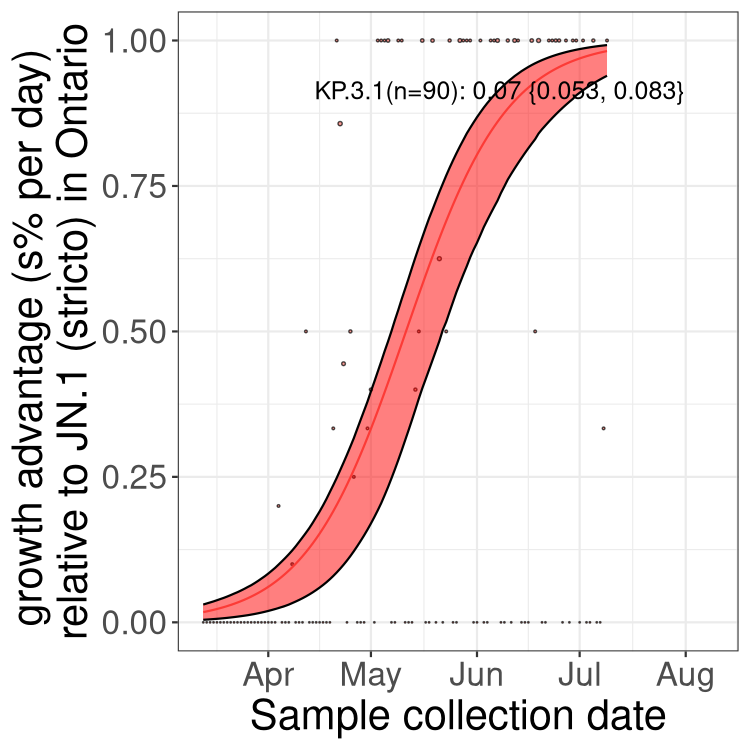 growth advantage (s% per day)
relative to JN.1 (stricto) in Ontario
1.00
0.75
0.50
0.25
0.00
KP.3.1(n=90): 0.07 {0.053, 0.083}
Apr May Jun Jul Aug
Sample collection date